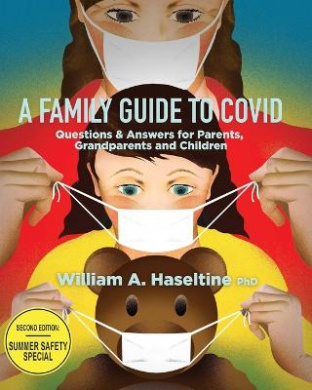 A FAMILY GUIDE TO COVID
Questions & Answers for Parents,
Grandparents and Children
William A. Haseltine PhD
SECOND EDITION:
SUMMER SAFETY
SPECIAL